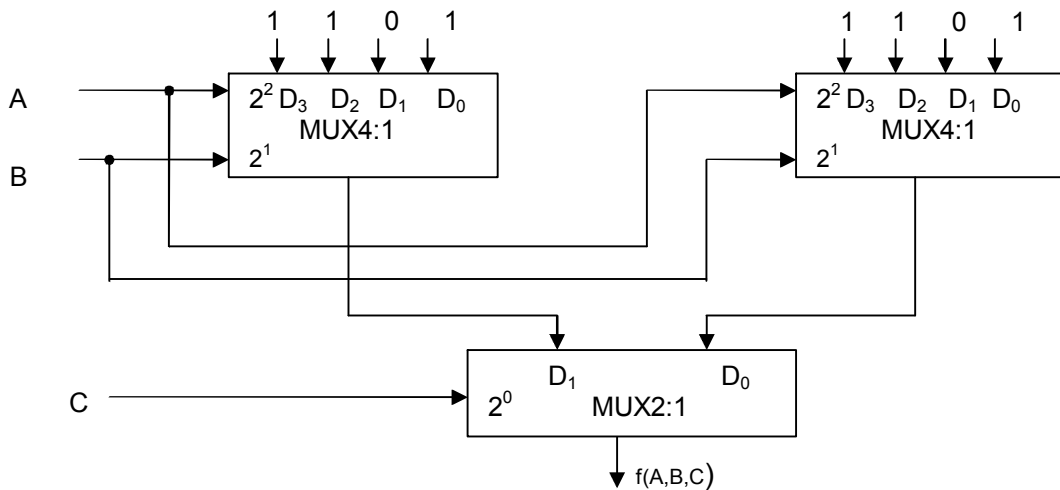 1 1 0 1
1 1 0 1
A
2² D₃ D₂ D₁ D₀
MUX4:1
2¹
B
2² D₃ D₂ D₁ D₀
MUX4:1
2¹
D₁ D₀
C
2⁰ MUX2:1
f(A,B,C)